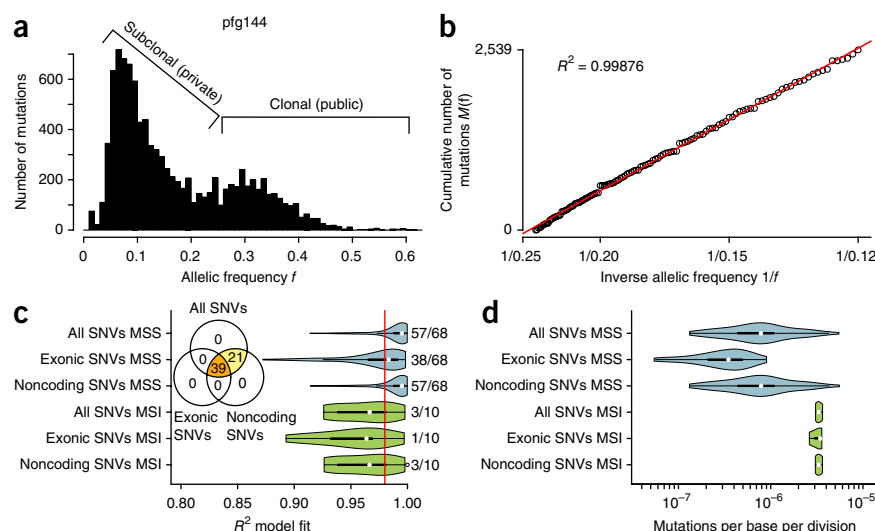 a
pfg144
Subclonal (private)
Clonal (public)
Number of mutations
600
400
200
0
0
0.1
0.2
0.3
0.4
0.5
0.6
Allelic frequency f
b
2,539
R² = 0.99876
Cumulative number of
mutations M(f)
0
1/0.25
1/0.20
1/0.15
1/0.12
Inverse allelic frequency 1/f
c
All SNVs
0
0
21
39
0
0
0
Exonic
SNVs
Noncoding
SNVs
All SNVs MSS
57/68
Exonic SNVs MSS
38/68
Noncoding SNVs MSS
57/68
All SNVs MSI
3/10
Exonic SNVs MSI
1/10
Noncoding SNVs MSI
3/10
0.80
0.85
0.90
0.95
1.00
R² model fit
d
All SNVs MSS
Exonic SNVs MSS
Noncoding SNVs MSS
All SNVs MSI
Exonic SNVs MSI
Noncoding SNVs MSI
10⁻⁷
10⁻⁶
10⁻⁵
Mutations per base per division